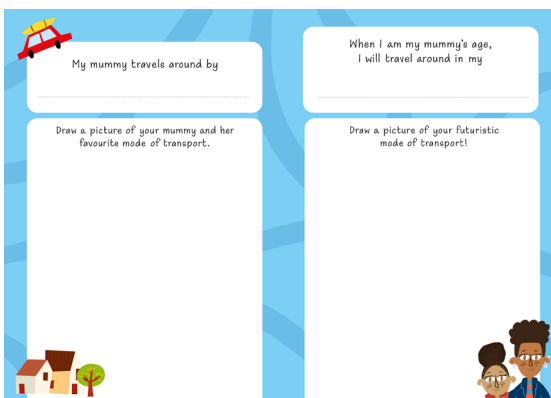 My mummy travels around by
Draw a picture of your mummy and her
favourite mode of transport.
When I am my mummy's age,
I will travel around in my
Draw a picture of your futuristic
mode of transport!